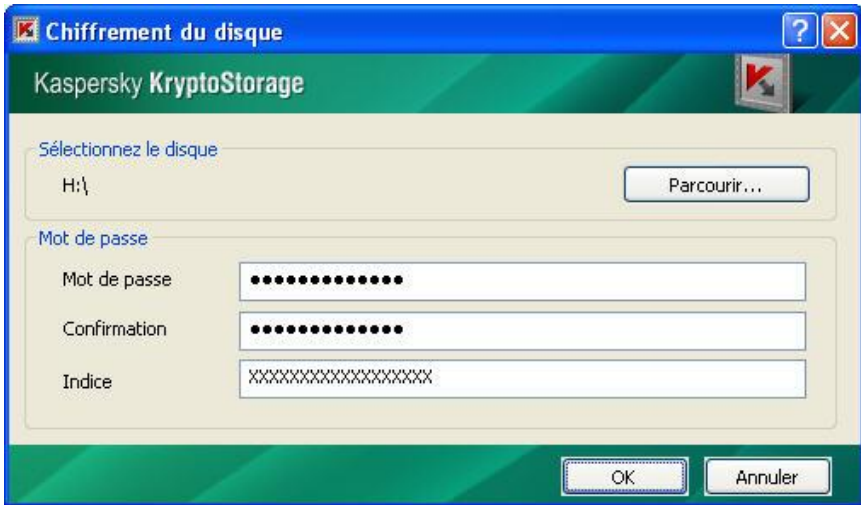 Chiffrement du disque
Kaspersky KryptoStorage
Sélectionnez le disque
H:\
Parcourir...
Mot de passe
Mot de passe
●●●●●●●●●●●●●
Confirmation
●●●●●●●●●●●●●
Indice
XXXXXXXXXXXXXXXXXX
OK
Annuler